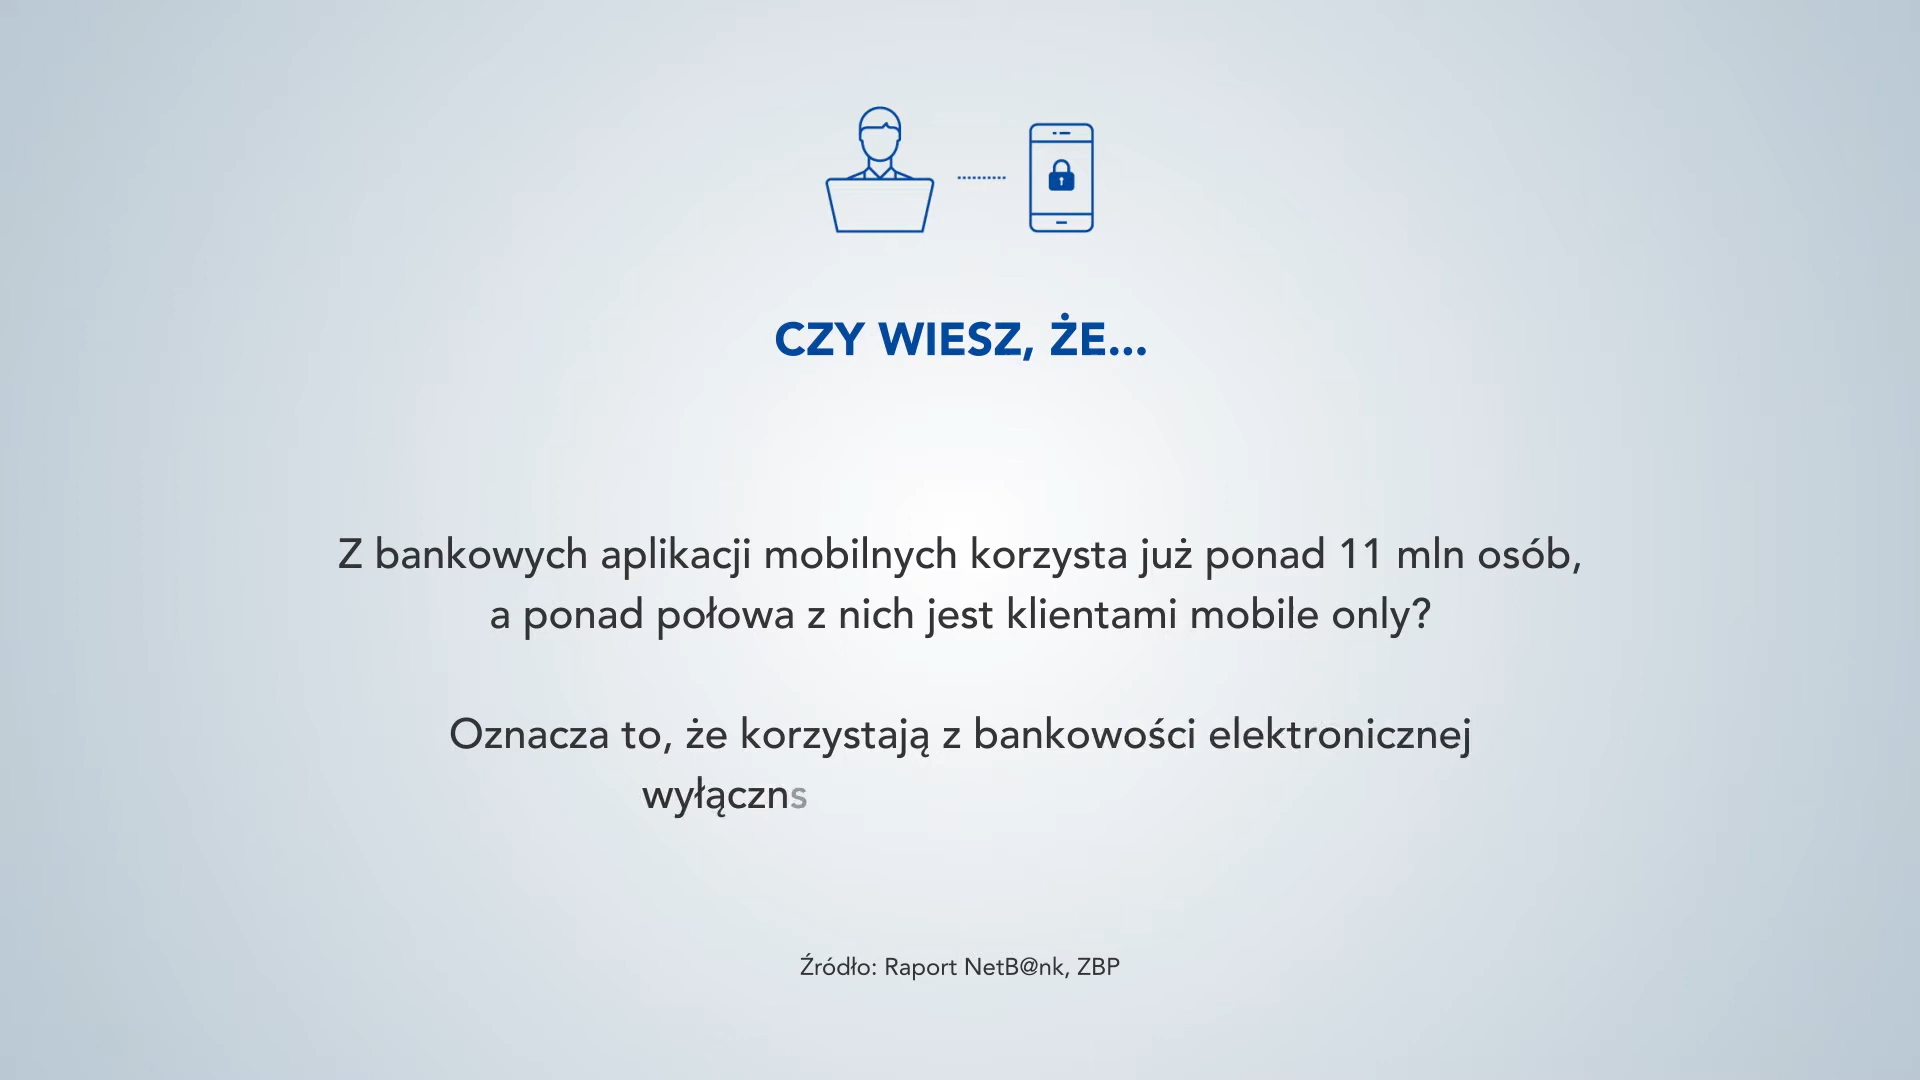 CZY WIESZ, ŻE...
Z bankowych aplikacji mobilnych korzysta już ponad 11 mln osób,
a ponad połowa z nich jest klientami mobile only?
Oznacza to, że korzystają z bankowości elektronicznej
wyłączns
Źródło: Raport NetB@nk, ZBP